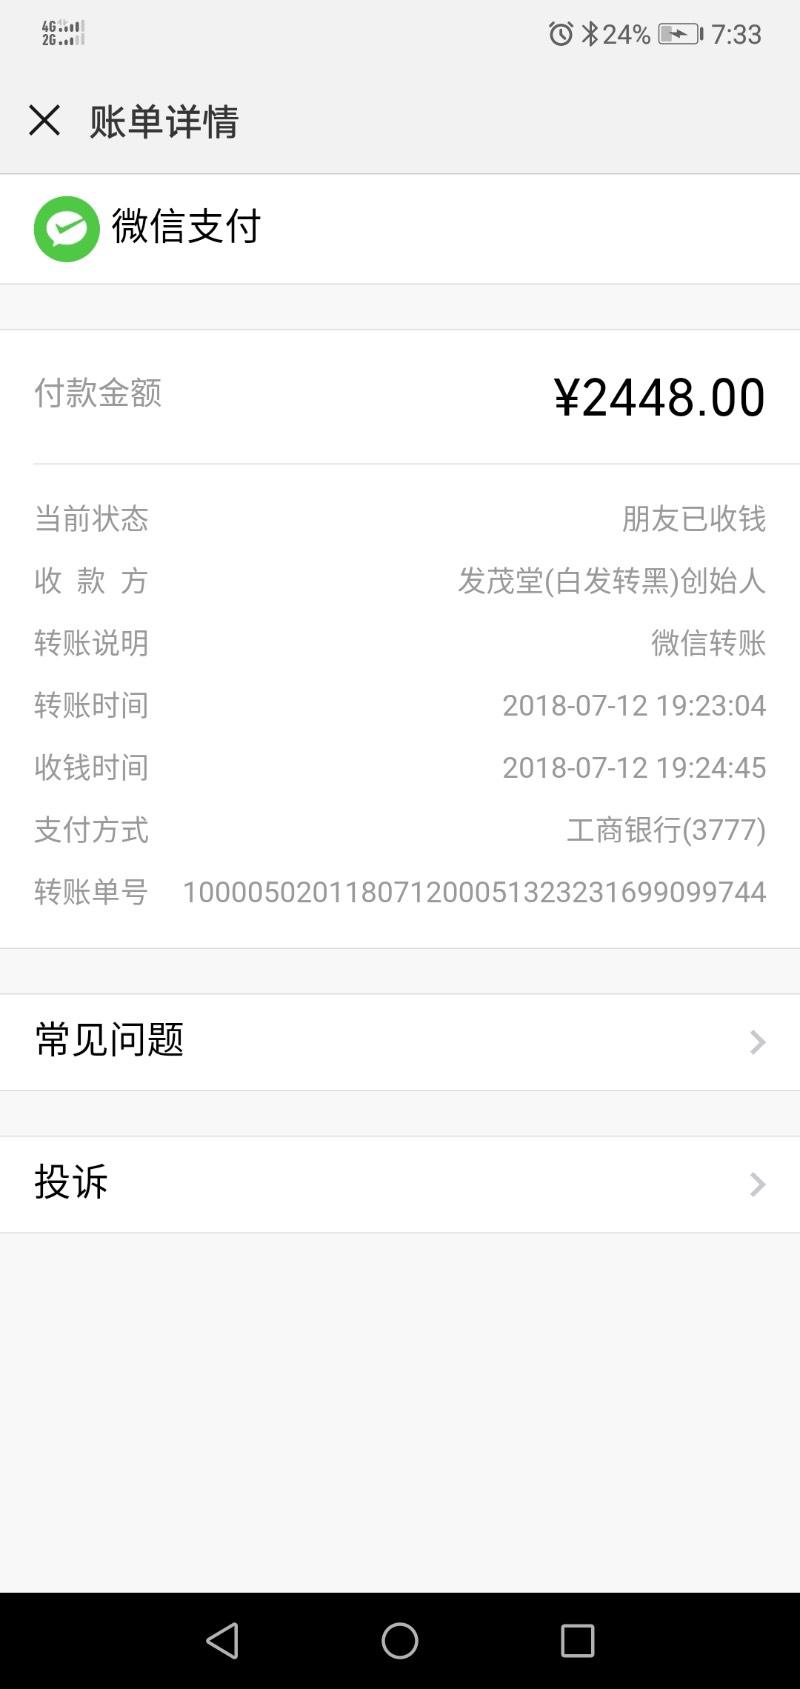 4G
2G
24% 7:33
账单详情
微信支付
付款金额 ¥2448.00
当前状态 朋友已收钱
收款方 发茂堂(白发转黑)创始人
转账说明 微信转账
转账时间 2018-07-12 19:23:04
收钱时间 2018-07-12 19:24:45
支付方式 工商银行(3777)
转账单号 1000050201180712000513232316990​99744
常见问题
投诉